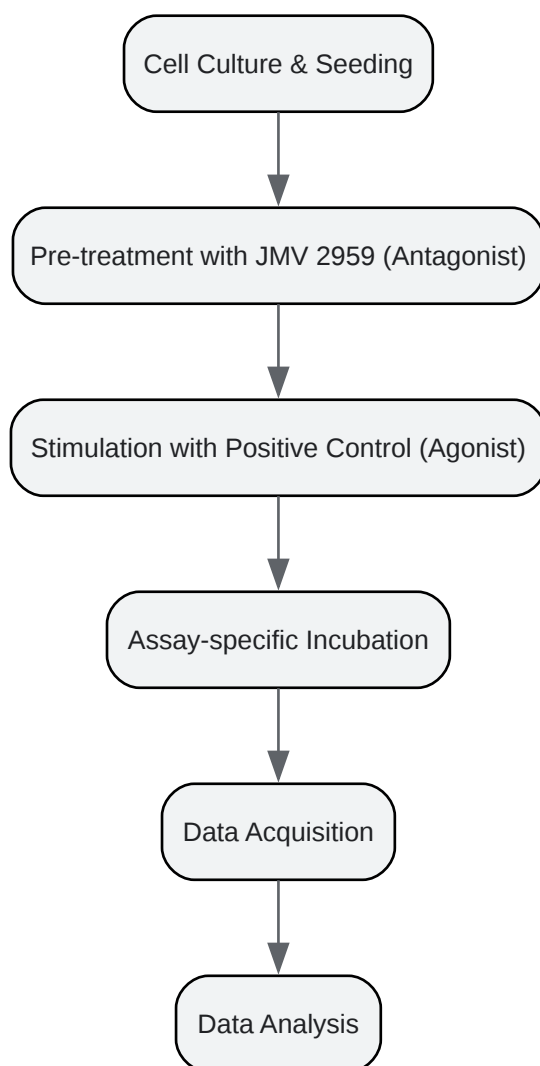 Cell Culture & Seeding
Pre-treatment with JMV 2959 (Antagonist)
Stimulation with Positive Control (Agonist)
Assay-specific Incubation
Data Acquisition
Data Analysis